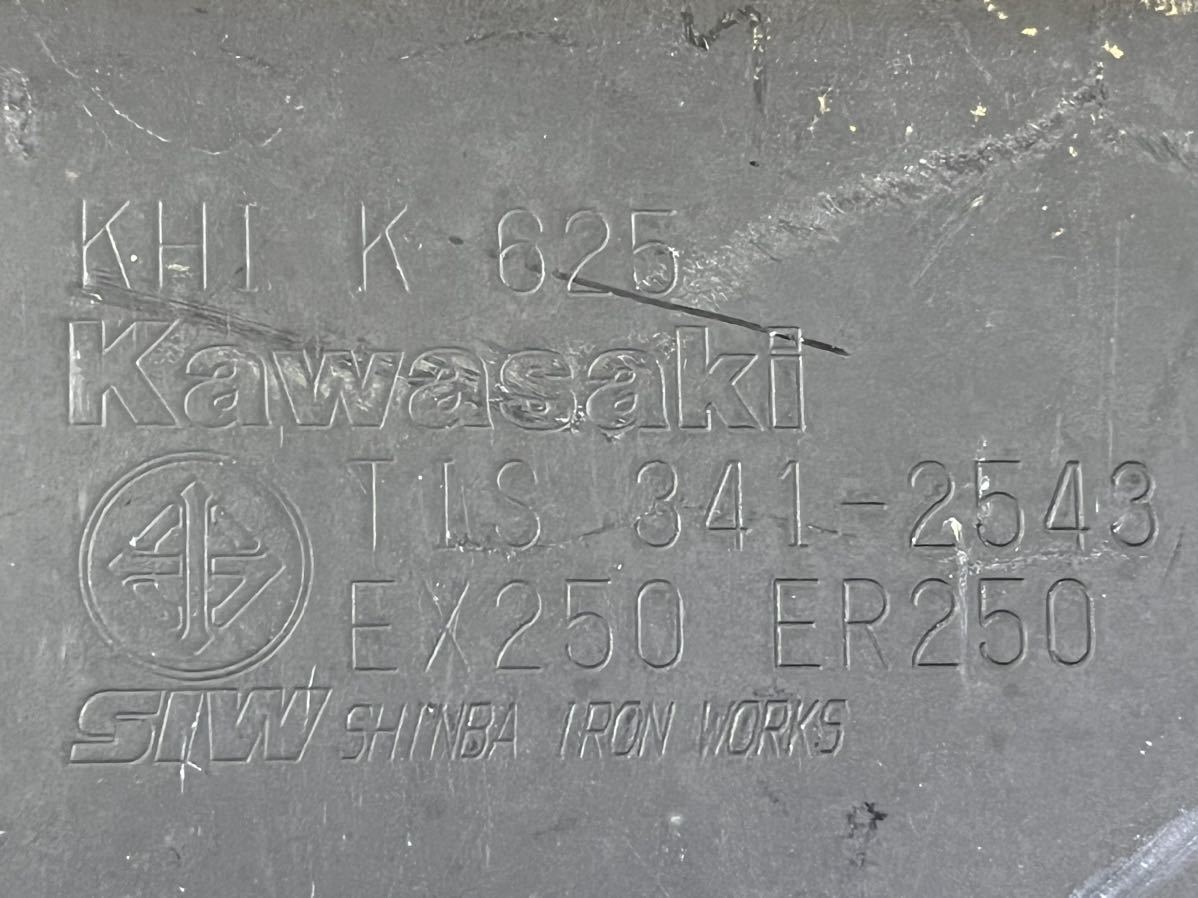 KHI K 625
Kawasaki
TIS 341-2543
EX250 ER250
SIW SHINBA IRON WORKS